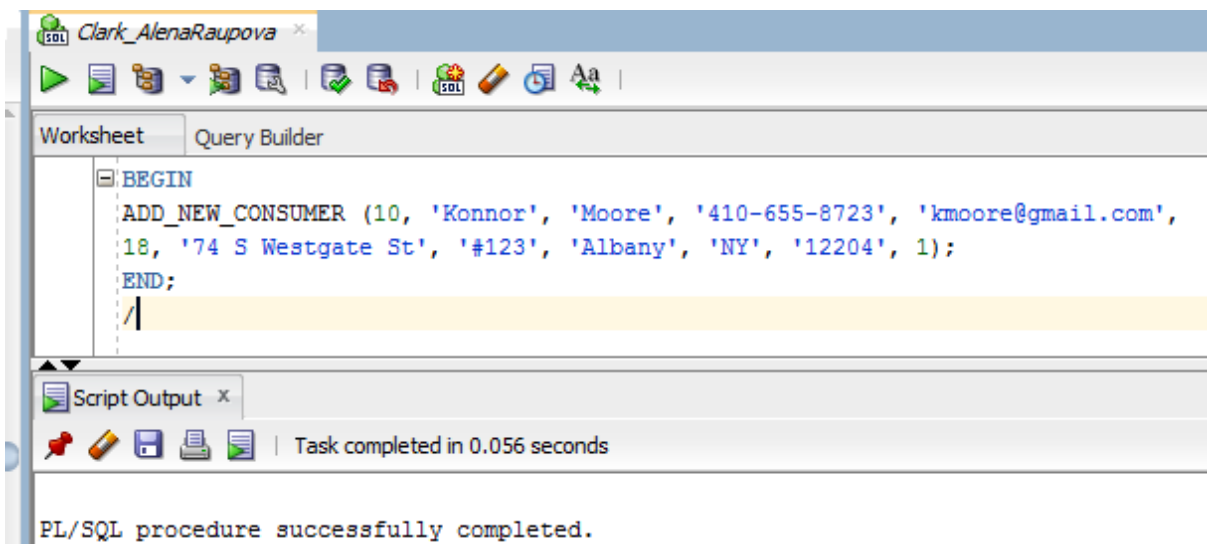 Clark_AlenaRaupova
Worksheet Query Builder
BEGIN
ADD_NEW_CONSUMER (10, 'Konnor', 'Moore', '410-655-8723', 'kmoore@gmail.com',
18, '74 S Westgate St', '#123', 'Albany', 'NY', '12204', 1);
END;
/
Script Output x
Task completed in 0.056 seconds
PL/SQL procedure successfully completed.